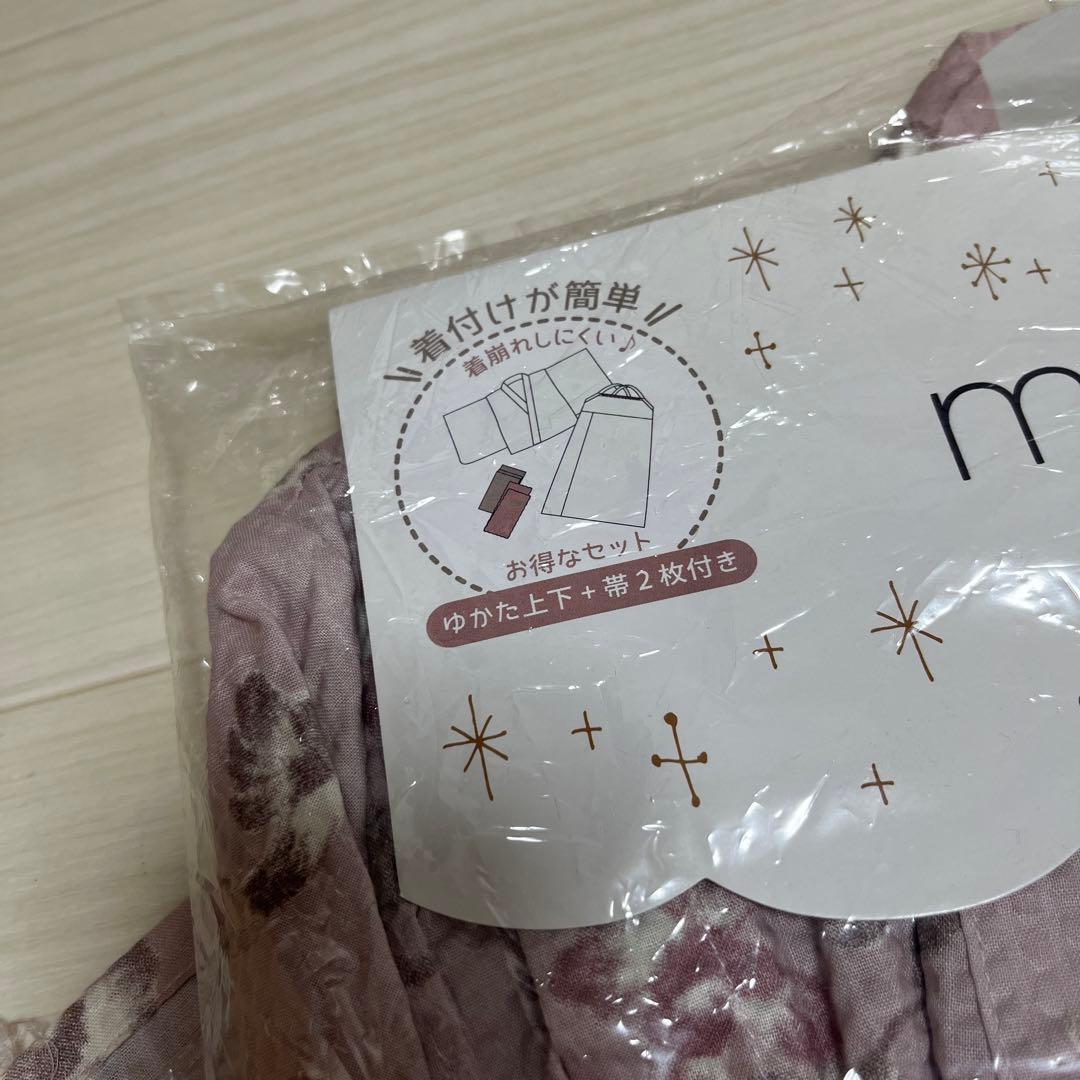 着付けが簡単
着崩れしにくい♪
お得なセット
ゆかた上下+帯2枚付き
m